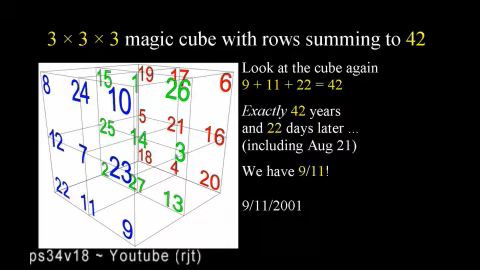 3 × 3 × 3 magic cube with rows summing to 42
8 24 15 10 1 19 17 26 6
12 7 25 14 5 21 16
23 2 27 18 3 4 13 20
22 11 9
Look at the cube again
9 + 11 + 22 = 42
Exactly 42 years
and 22 days later ...
(including Aug 21)
We have 9/11!
9/11/2001
ps34v18 ~ Youtube (rjt)